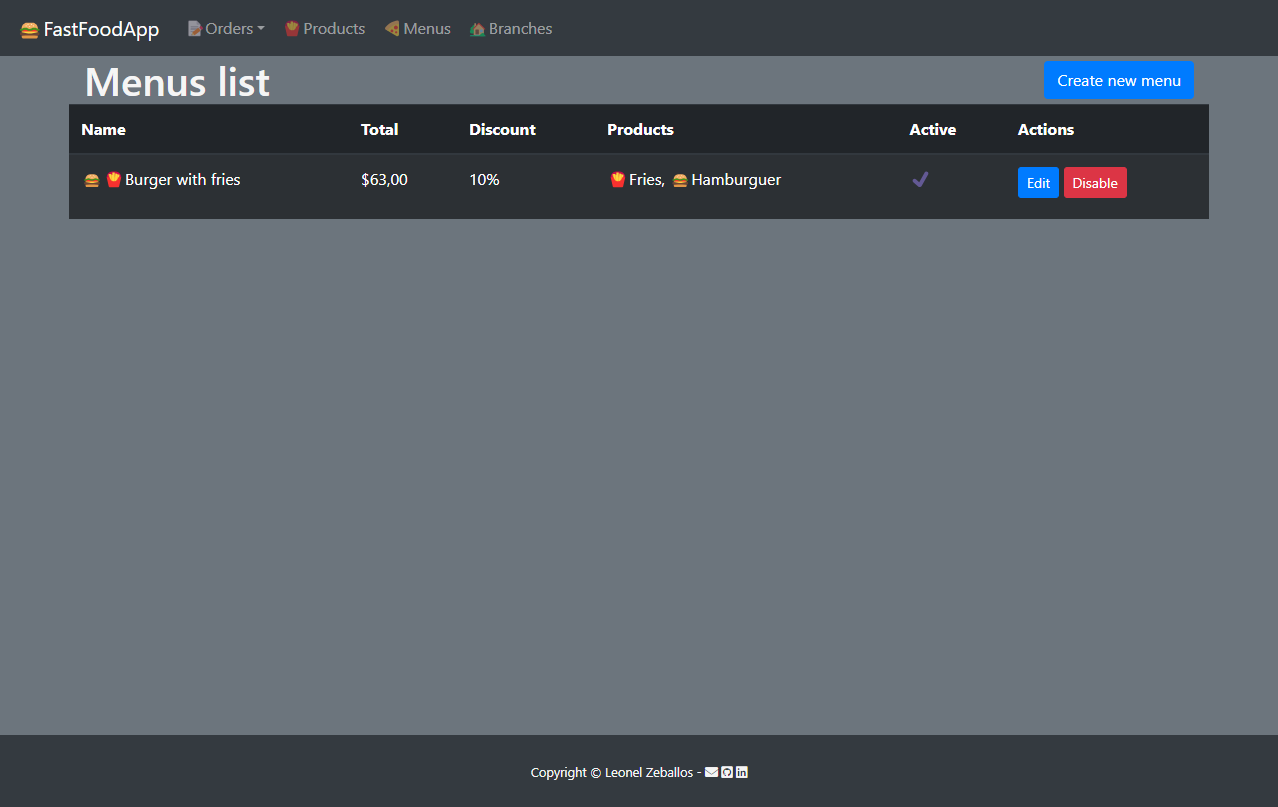 🍔 FastFoodApp 📝Orders 🍟Products 🍕Menus 🏠Branches
Menus list Create new menu
Name Total Discount Products Active Actions
🍔 🍟Burger with fries $63,00 10% 🍟Fries, 🍔Hamburguer ✔ Edit Disable
Copyright © Leonel Zeballos -